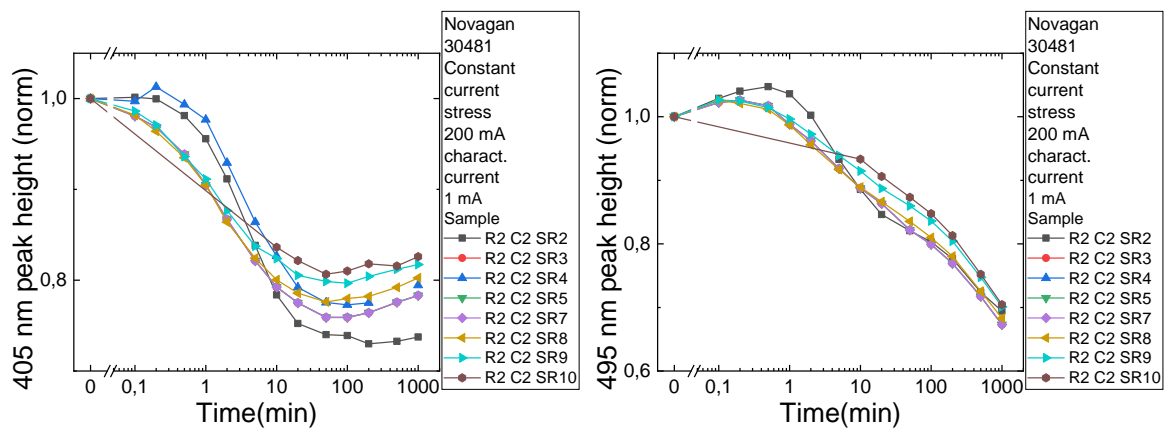 405 nm peak height (norm)
1,0
0,8
0
0,1
1
10
100
1000
Time(min)
Novagan
30481
Constant
current
stress
200 mA
charact.
current
1 mA
Sample
R2 C2 SR2
R2 C2 SR3
R2 C2 SR4
R2 C2 SR5
R2 C2 SR7
R2 C2 SR8
R2 C2 SR9
R2 C2 SR10
495 nm peak height (norm)
1,0
0,8
0,6
0
0,1
1
10
100
1000
Time(min)
Novagan
30481
Constant
current
stress
200 mA
charact.
current
1 mA
Sample
R2 C2 SR2
R2 C2 SR3
R2 C2 SR4
R2 C2 SR5
R2 C2 SR7
R2 C2 SR8
R2 C2 SR9
R2 C2 SR10